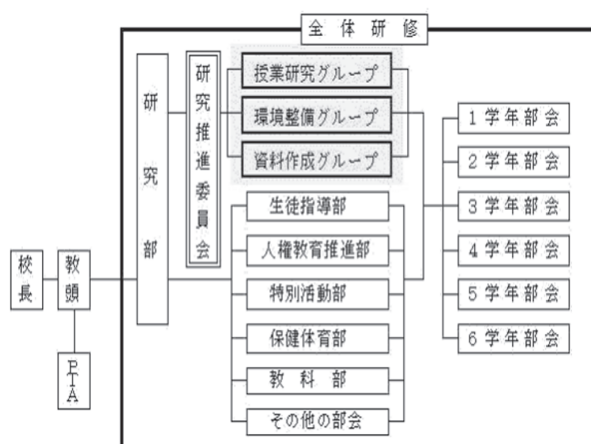 全体研修
校長
教頭
PTA
研究部
研究推進委員会
授業研究グループ
環境整備グループ
資料作成グループ
生徒指導部
人権教育推進部
特別活動部
保健体育部
教科部
その他の部会
1学年部会
2学年部会
3学年部会
4学年部会
5学年部会
6学年部会